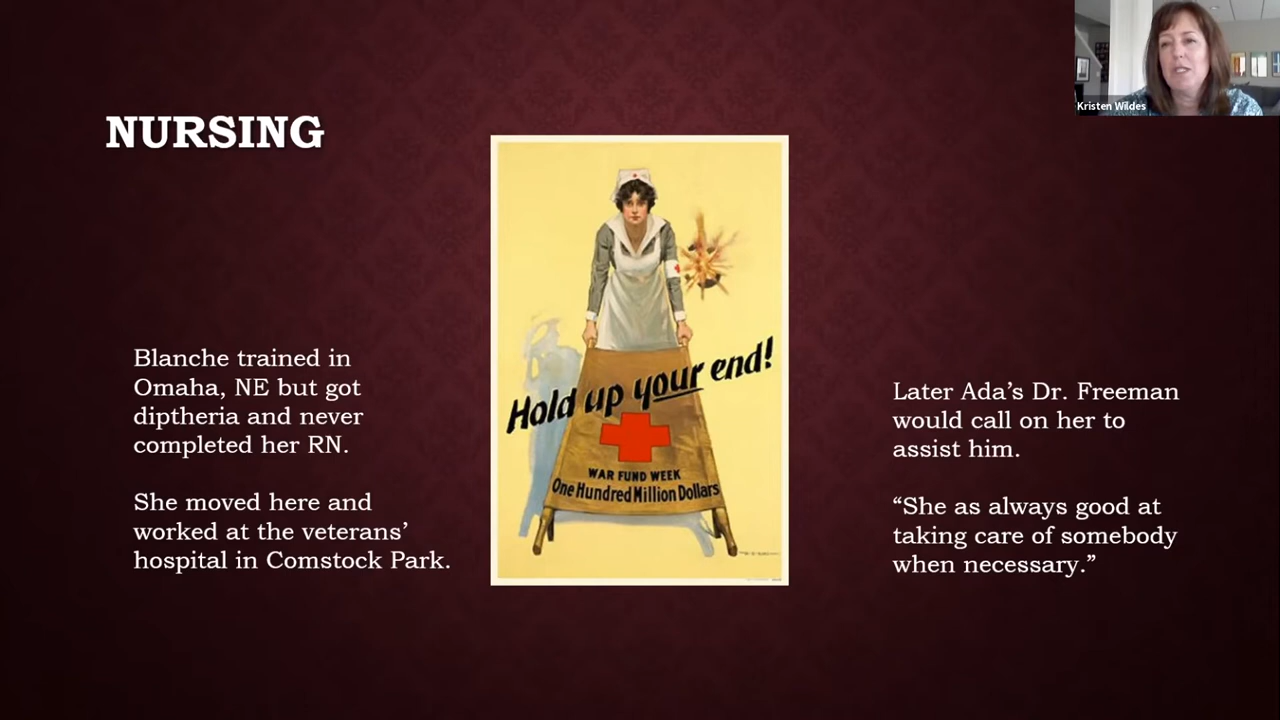 Kristen Wildes
NURSING
Blanche trained in
Omaha, NE but got
diptheria and never
completed her RN.
She moved here and
worked at the veterans’
hospital in Comstock Park.
Hold up your end!
WAR FUND WEEK
One Hundred Million Dollars
Later Ada’s Dr. Freeman
would call on her to
assist him.
“She as always good at
taking care of somebody
when necessary.”